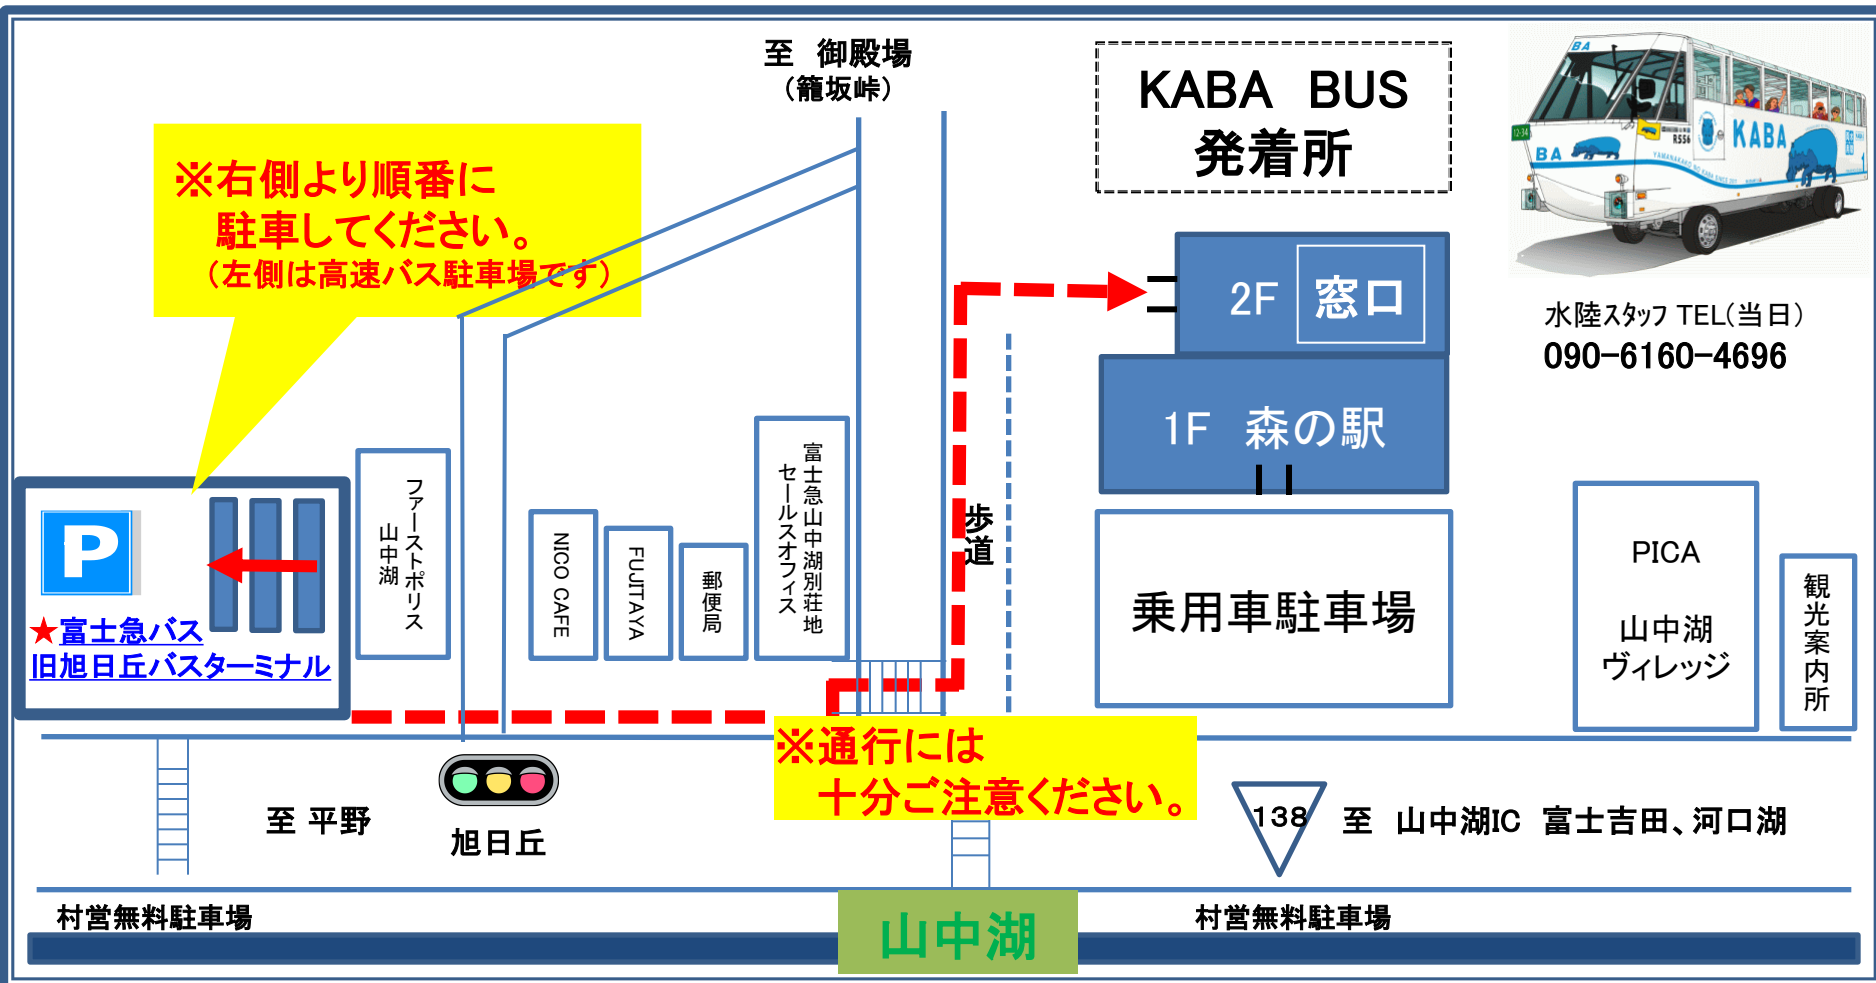 至　御殿場
（籠坂峠）
KABA　BUS
発着所
※右側より順番に
駐車してください。
（左側は高速バス駐車場です）
BA
12-34
BA
R556
KABA
水陸スタッフ TEL(当日)
090-6160-4696
2F
窓口
1F　森の駅
歩道
乗用車駐車場
PICA
山中湖
ヴィレッジ
観光案内所
P
★富士急バス
旧旭日丘バスターミナル
ファーストポリス
山中湖
NICO CAFE
FUJITAYA
郵便局
富士急山中湖別荘地
セールスオフィス
※通行には
十分ご注意ください。
至 平野
旭日丘
138
至　山中湖IC　富士吉田、河口湖
村営無料駐車場
山中湖
村営無料駐車場